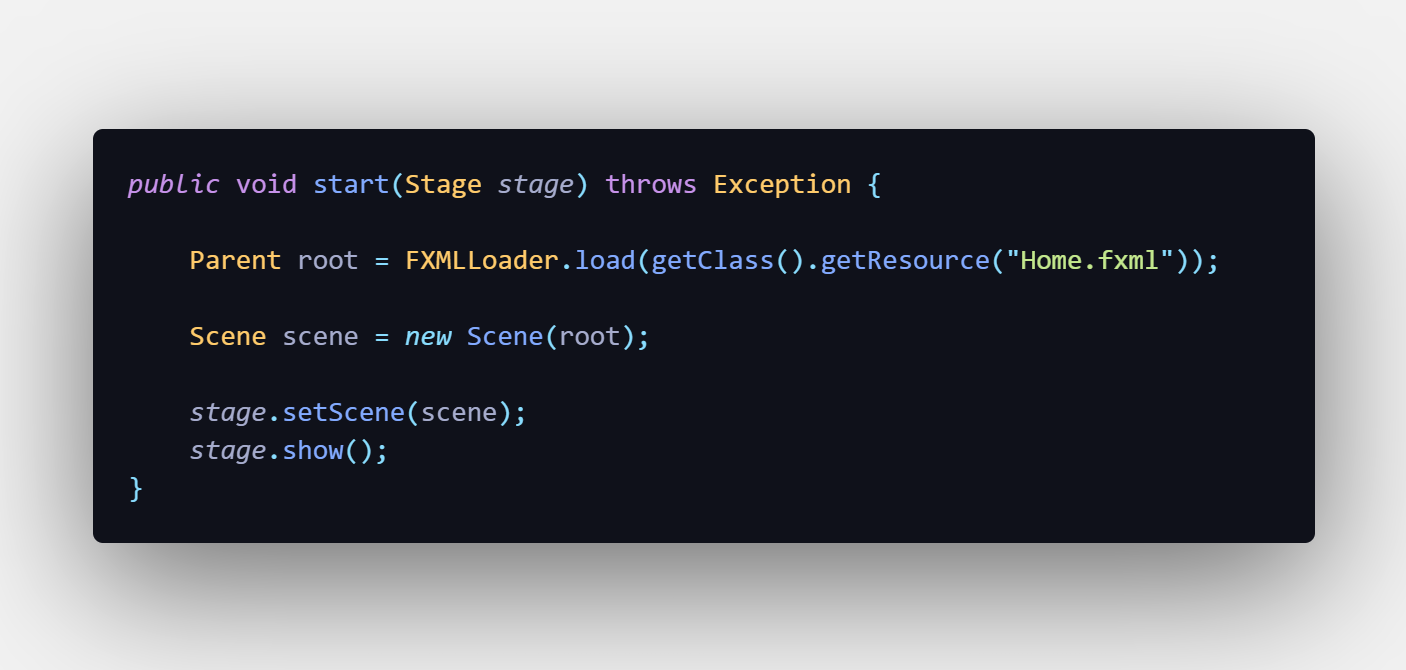 public void start(Stage stage) throws Exception {
    Parent root = FXMLLoader.load(getClass().getResource("Home.fxml"));
    Scene scene = new Scene(root);
    stage.setScene(scene);
    stage.show();
}